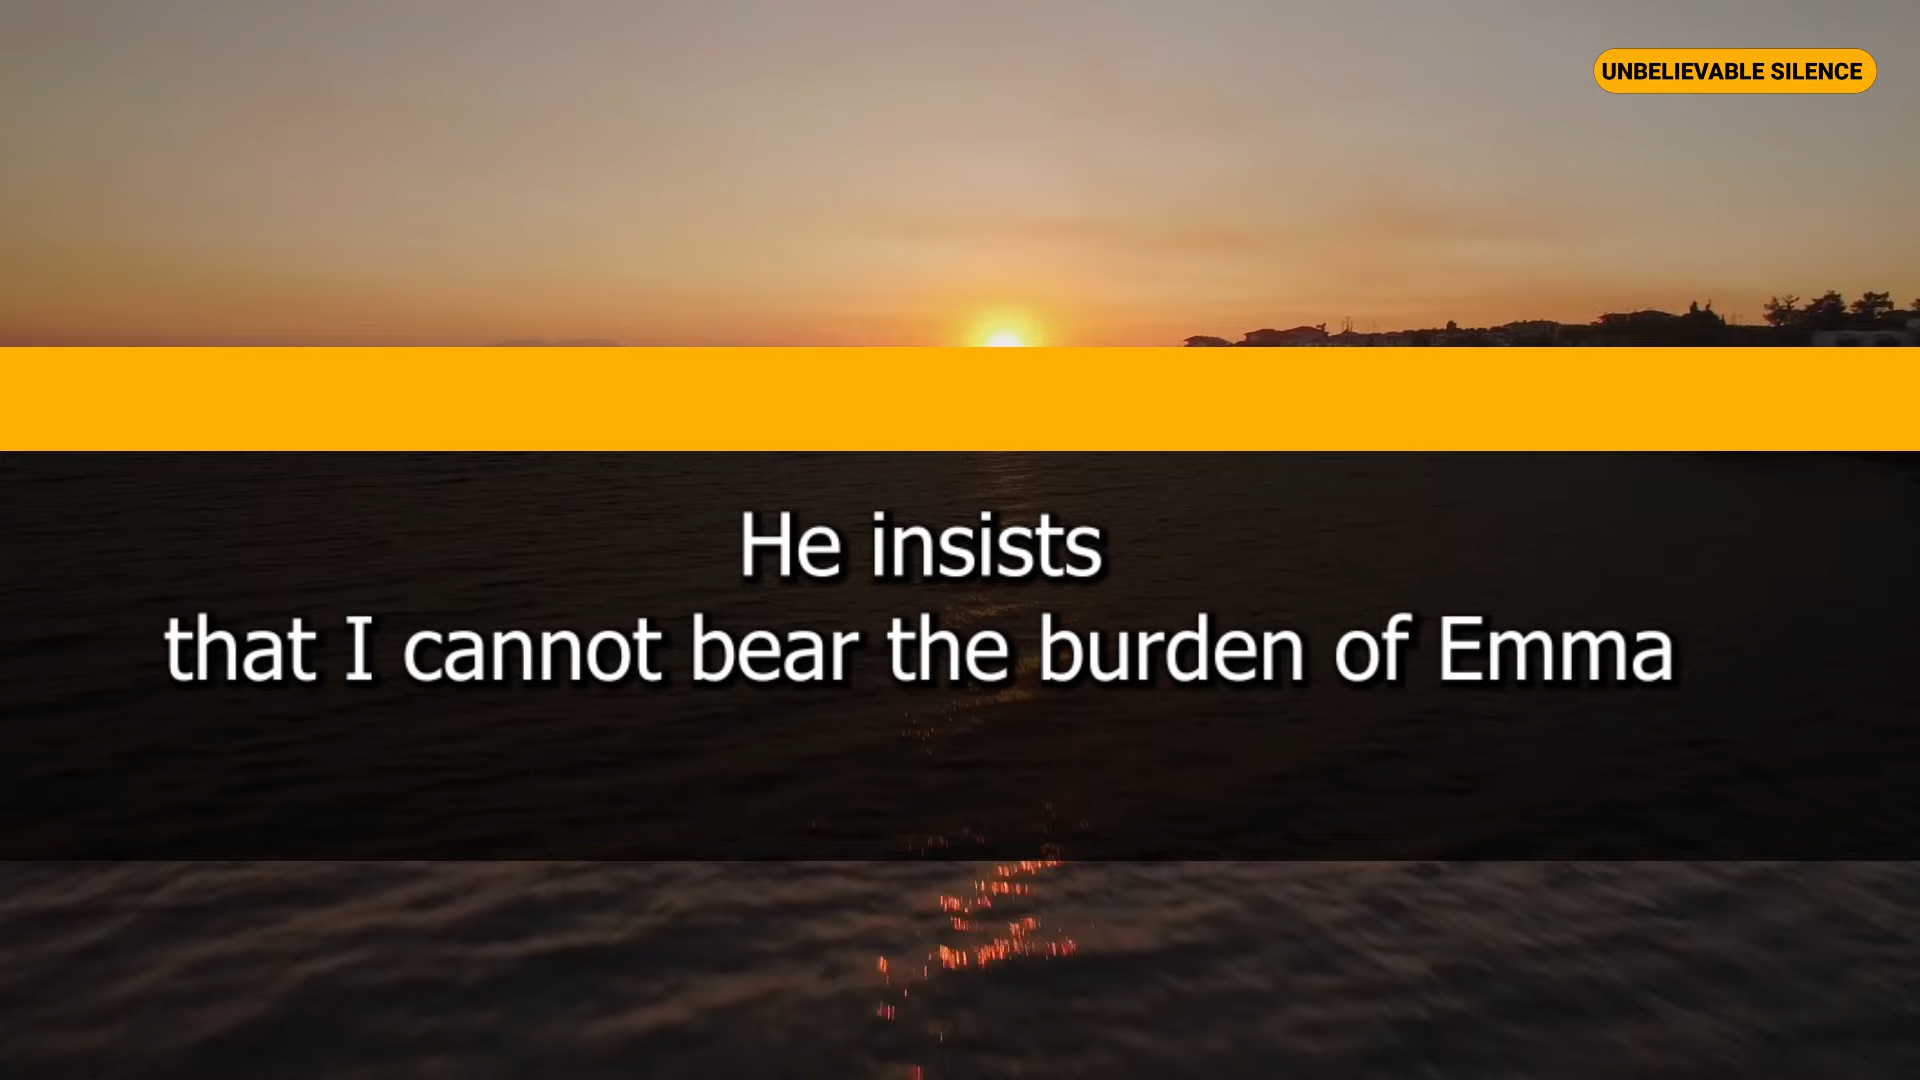 UNBELIEVABLE SILENCE
He insists
that I cannot bear the burden of Emma